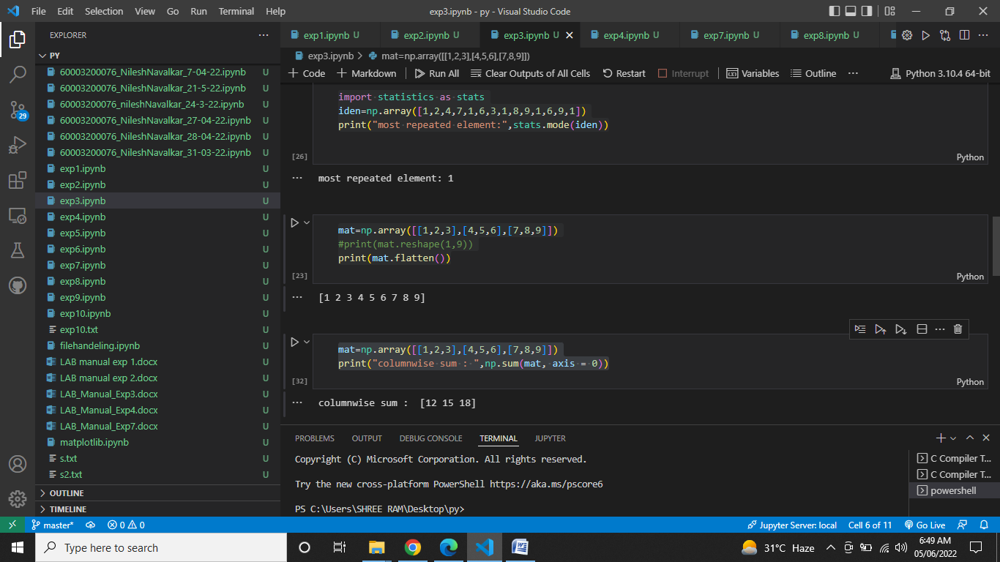 File Edit Selection View Go Run Terminal Help
exp3.ipynb - py - Visual Studio Code
EXPLORER
PY
60003200076_NileshNavalkar_7-04-22.ipynb U
60003200076_NileshNavalkar_21-5-22.ipynb U
60003200076_nileshNavalkar_24-3-22.ipynb U
60003200076_NileshNavalkar_27-04-22.ipynb U
60003200076_NileshNavalkar_28-04-22.ipynb U
60003200076_NileshNavalkar_31-03-22.ipynb U
exp1.ipynb U
exp2.ipynb U
exp3.ipynb U
exp4.ipynb U
exp5.ipynb U
exp6.ipynb U
exp7.ipynb U
exp8.ipynb U
exp9.ipynb U
exp10.ipynb U
exp10.txt U
filehandeling.ipynb U
LAB manual exp 1.docx U
LAB manual exp 2.docx U
LAB_Manual_Exp3.docx U
LAB_Manual_Exp4.docx U
LAB_Manual_Exp7.docx U
matplotlib.ipynb U
s.txt U
s2.txt U
OUTLINE
TIMELINE
29
exp1.ipynb U exp2.ipynb U exp3.ipynb U exp4.ipynb U exp7.ipynb U exp8.ipynb U
exp3.ipynb > mat=np.array([[1,2,3],[4,5,6],[7,8,9]])
+ Code + Markdown Run All Clear Outputs of All Cells Restart Interrupt Variables Outline ··· Python 3.10.4 64-bit
import statistics as stats
iden=np.array([1,2,4,7,1,6,3,1,8,9,1,6,9,1])
print("most repeated element:",stats.mode(iden))
[26] Python
most repeated element: 1
mat=np.array([[1,2,3],[4,5,6],[7,8,9]])
#print(mat.reshape(1,9))
print(mat.flatten())
[23] Python
[1 2 3 4 5 6 7 8 9]
mat=np.array([[1,2,3],[4,5,6],[7,8,9]])
print("columnwise sum : ",np.sum(mat, axis = 0))
[32] Python
columnwise sum :  [12 15 18]
PROBLEMS OUTPUT DEBUG CONSOLE TERMINAL JUPYTER
Copyright (C) Microsoft Corporation. All rights reserved.
Try the new cross-platform PowerShell https://aka.ms/pscore6
PS C:\Users\SHREE RAM\Desktop\py>
C Compiler T...
C Compiler T...
powershell
master* 0 0 Jupyter Server: local Cell 6 of 11 Go Live
Type here to search
31°C Haze
6:49 AM
05/06/2022